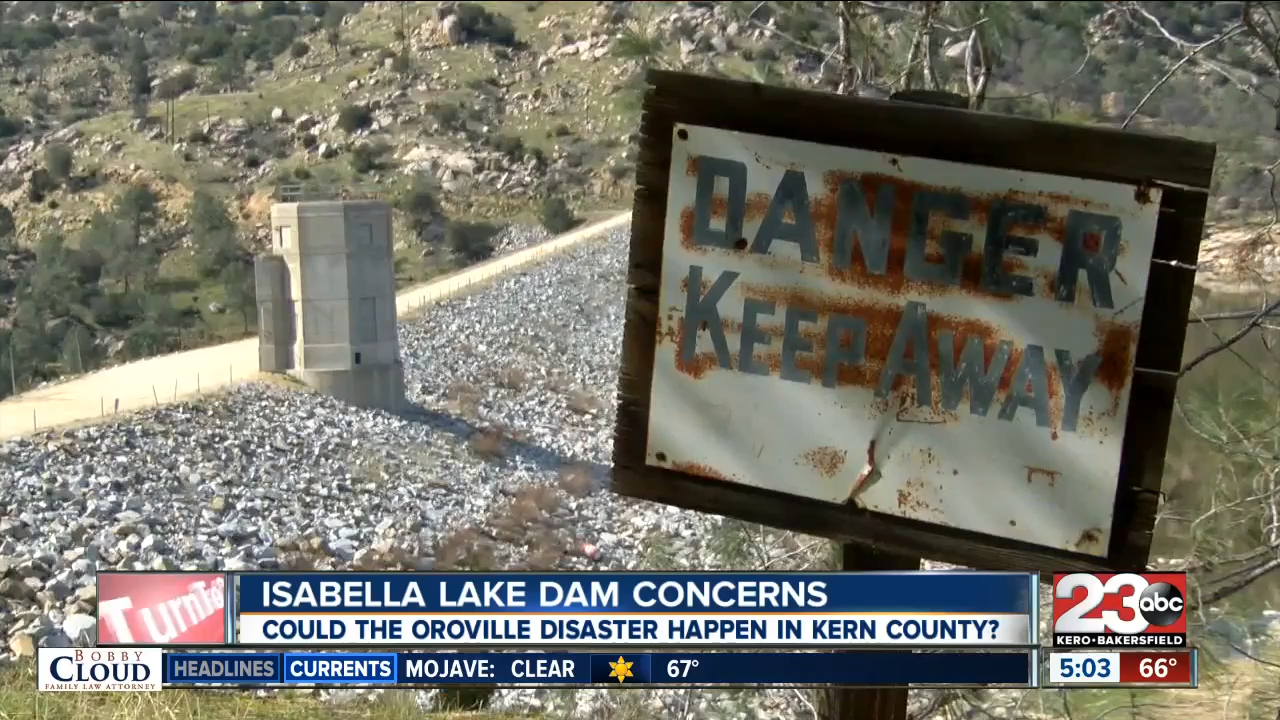 DANGER
KEEP AWAY
TURNTO
ISABELLA LAKE DAM CONCERNS
COULD THE OROVILLE DISASTER HAPPEN IN KERN COUNTY?
23 abc
KERO•BAKERSFIELD
BOBBY
CLOUD
FAMILY LAW ATTORNEY
HEADLINES CURRENTS MOJAVE: CLEAR 67°
5:03 66°